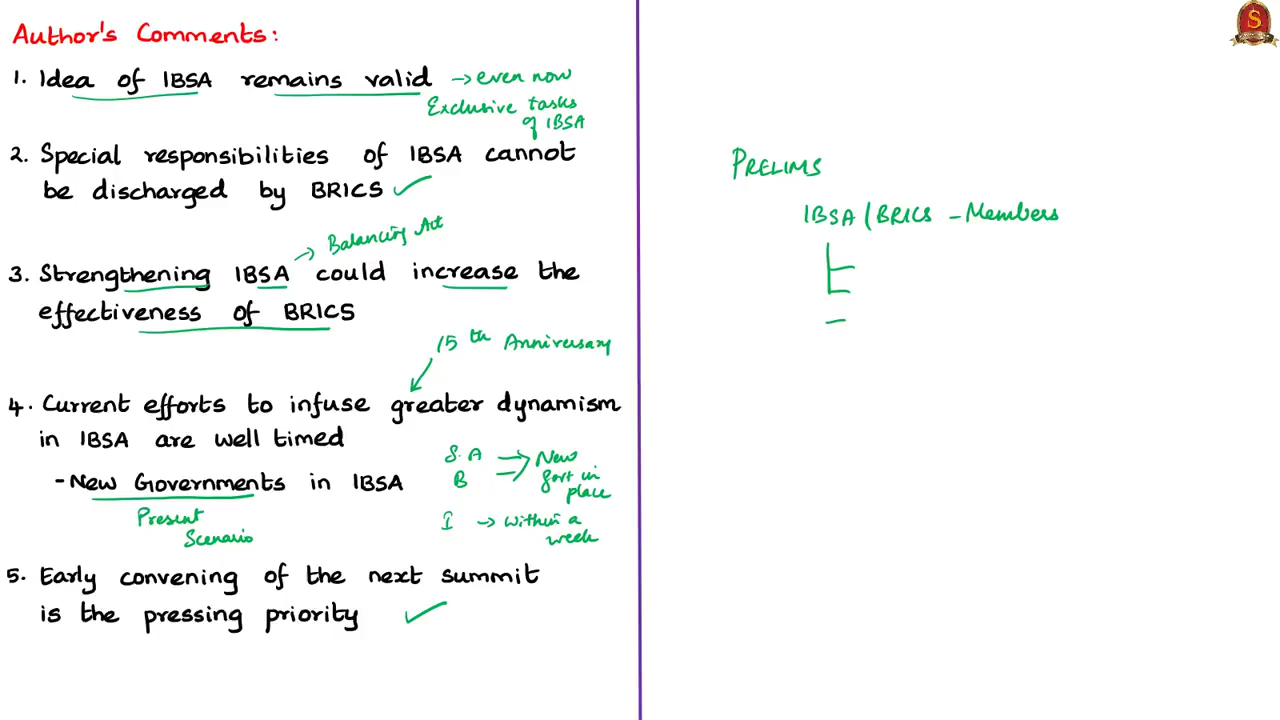 Author's Comments:
1. Idea of IBSA remains valid → even now
Exclusive tasks
of IBSA
2. Special responsibilities of IBSA cannot
be discharged by BRICS
→ Balancing Act
3. Strengthening IBSA could increase the
effectiveness of BRICS
15th Anniversary
4. Current efforts to infuse greater dynamism
in IBSA are well timed
- New Governments in IBSA
Present
Scenario
S.A → New
B → Govt in
place
I → within a
week
5. Early convening of the next summit
is the pressing priority
PRELIMS
IBSA / BRICS - Members
S